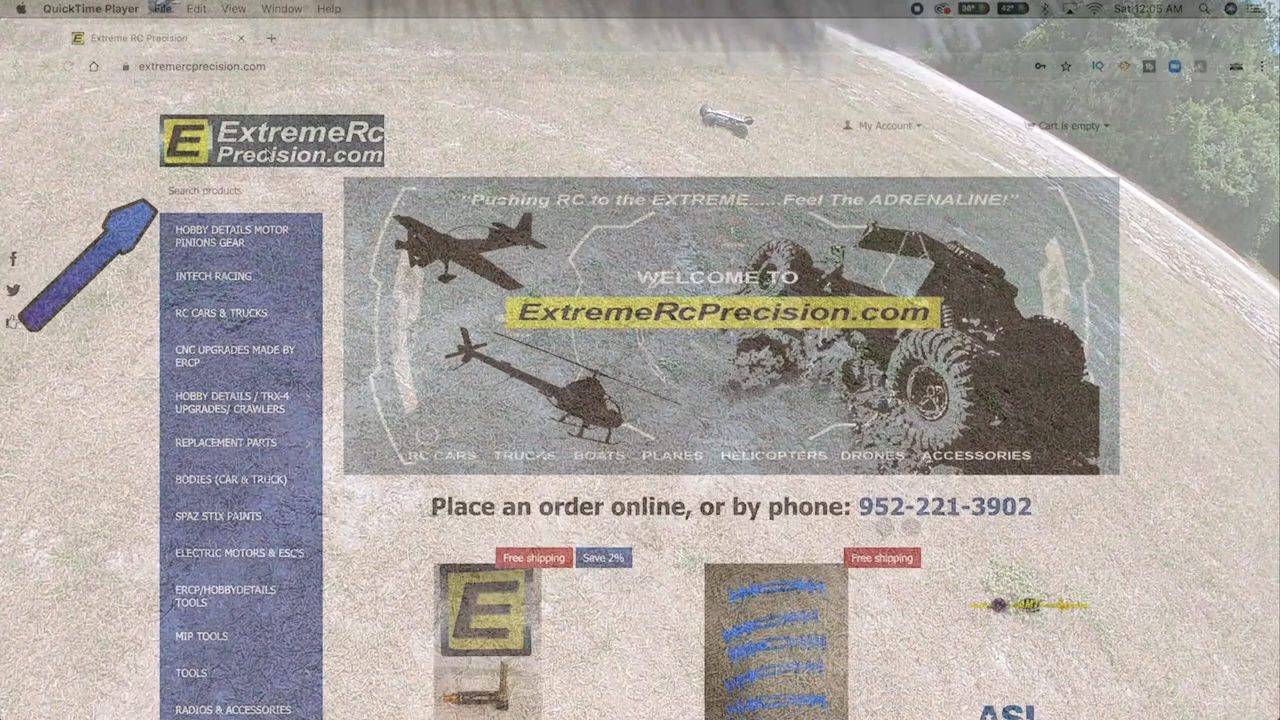 QuickTime Player File Edit View Window Help
Sat 12:05 AM
Extreme RC Precision
extremercprecision.com
ExtremeRc
Precision.com
My Account
Cart is empty
Search products
HOBBY DETAILS MOTOR
PINIONS GEAR
INTECH RACING
RC CARS & TRUCKS
CNC UPGRADES MADE BY
ERCP
HOBBY DETAILS / TRX-4
UPGRADES/ CRAWLERS
REPLACEMENT PARTS
BODIES (CAR & TRUCK)
SPAZ STIX PAINTS
ELECTRIC MOTORS & ESC'S
ERCP/HOBBYDETAILS
TOOLS
MIP TOOLS
TOOLS
RADIOS & ACCESSORIES
"Pushing RC to the EXTREME.....Feel The ADRENALINE!"
WELCOME TO
ExtremeRcPrecision.com
RC CARS TRUCKS BOATS PLANES HELICOPTERS DRONES ACCESSORIES
Place an order online, or by phone: 952-221-3902
Free shipping Save 2%
Free shipping
E